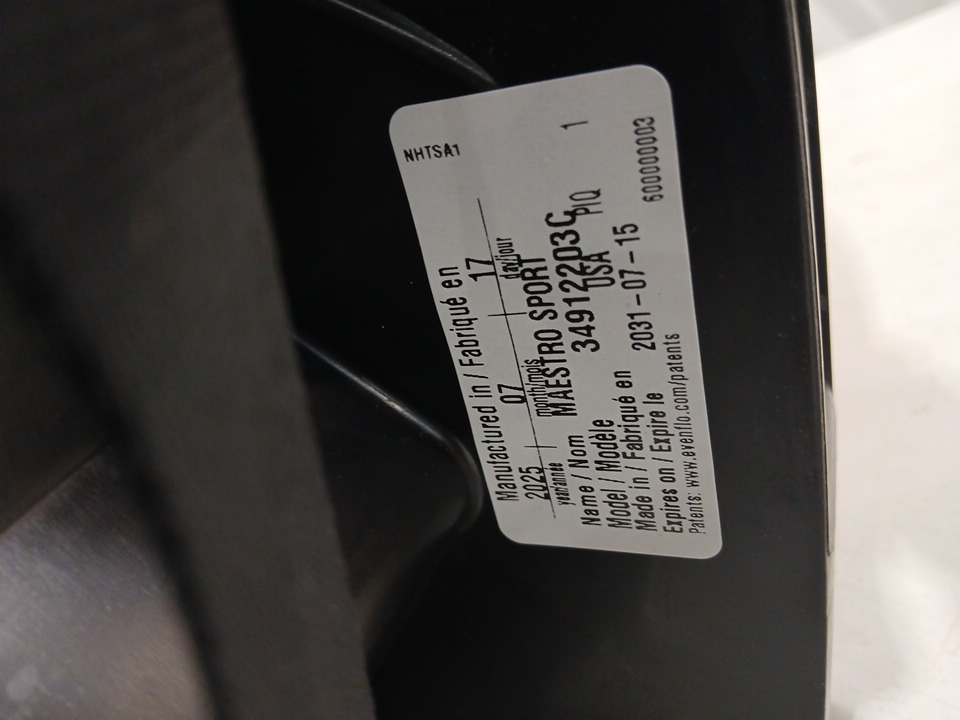 NHTSA1
Manufactured in / Fabriqué en
2025 07 17
year/année month/mois day/jour
Name / Nom MAESTRO SPORT
Model / Modèle 34912203C
Made in / Fabriqué en USA PIQ 1
Expires on / Expire le 2031-07-15
Patents: www.evenflo.com/patents 600000003